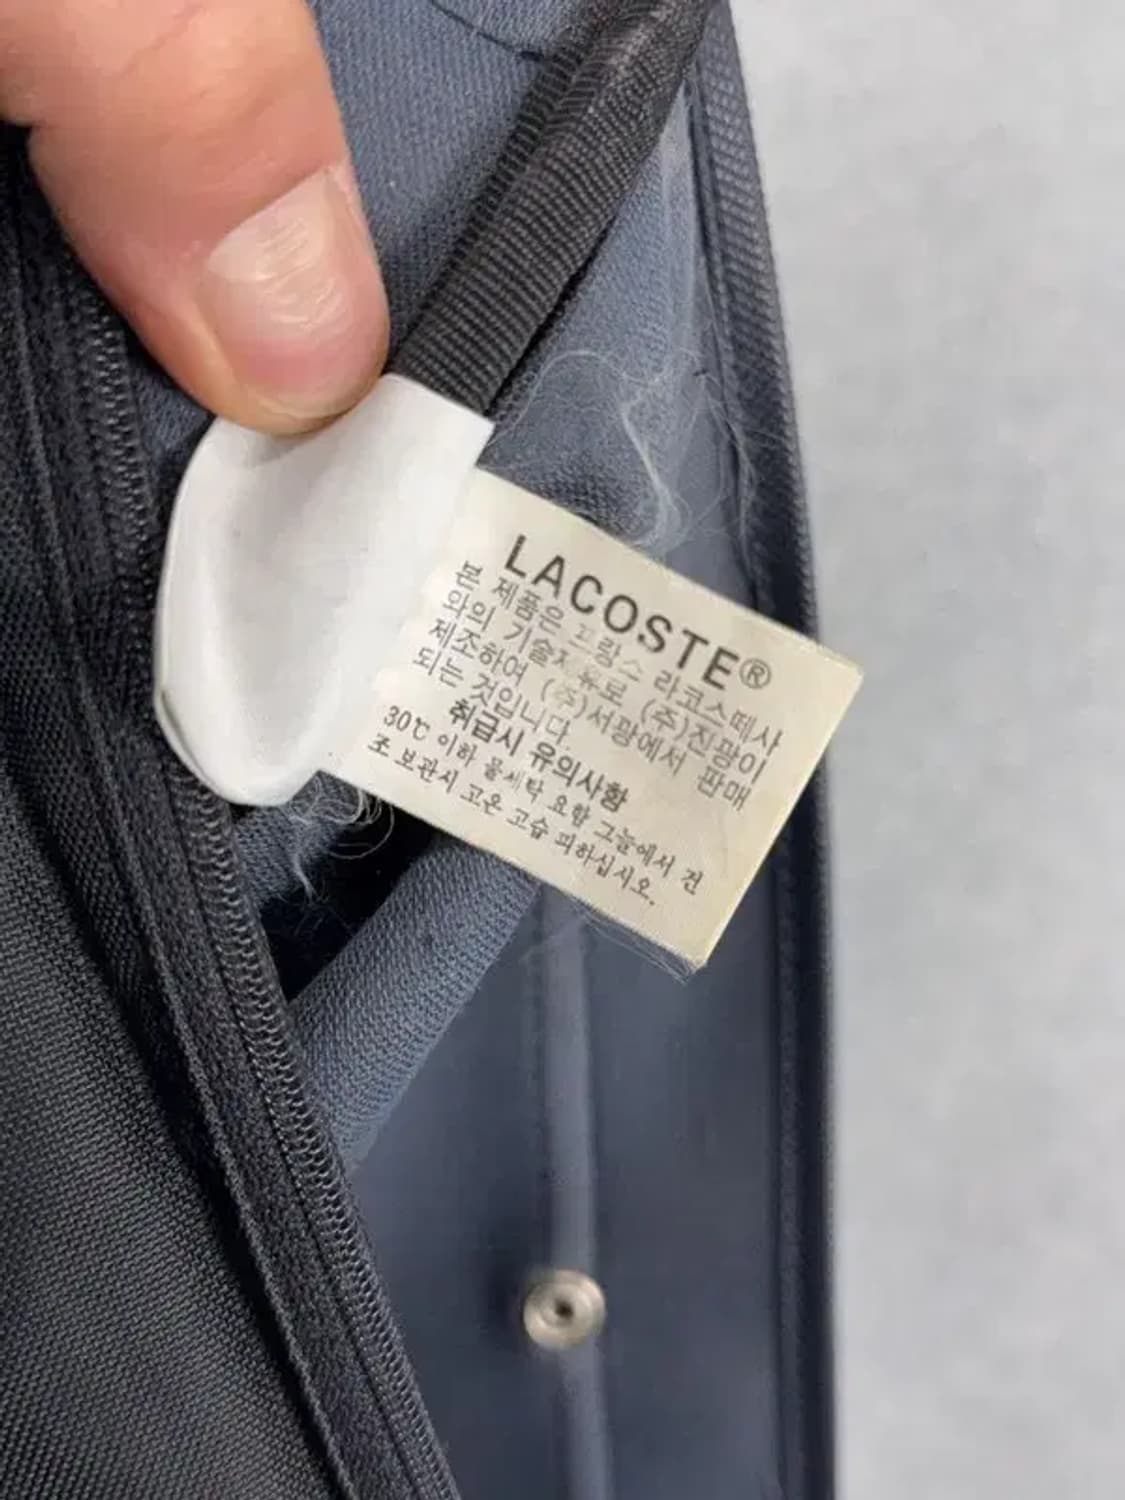 LACOSTE®
본 제품은 프랑스 라코스떼사
와의 기술제휴로 (주)진팡이
제조하여 (주)서광에서 판매
되는 것입니다.
취급시 유의사항
30℃ 이하 물세탁 요함 그늘에서 건
조 보관시 고온 고습 피하십시오.